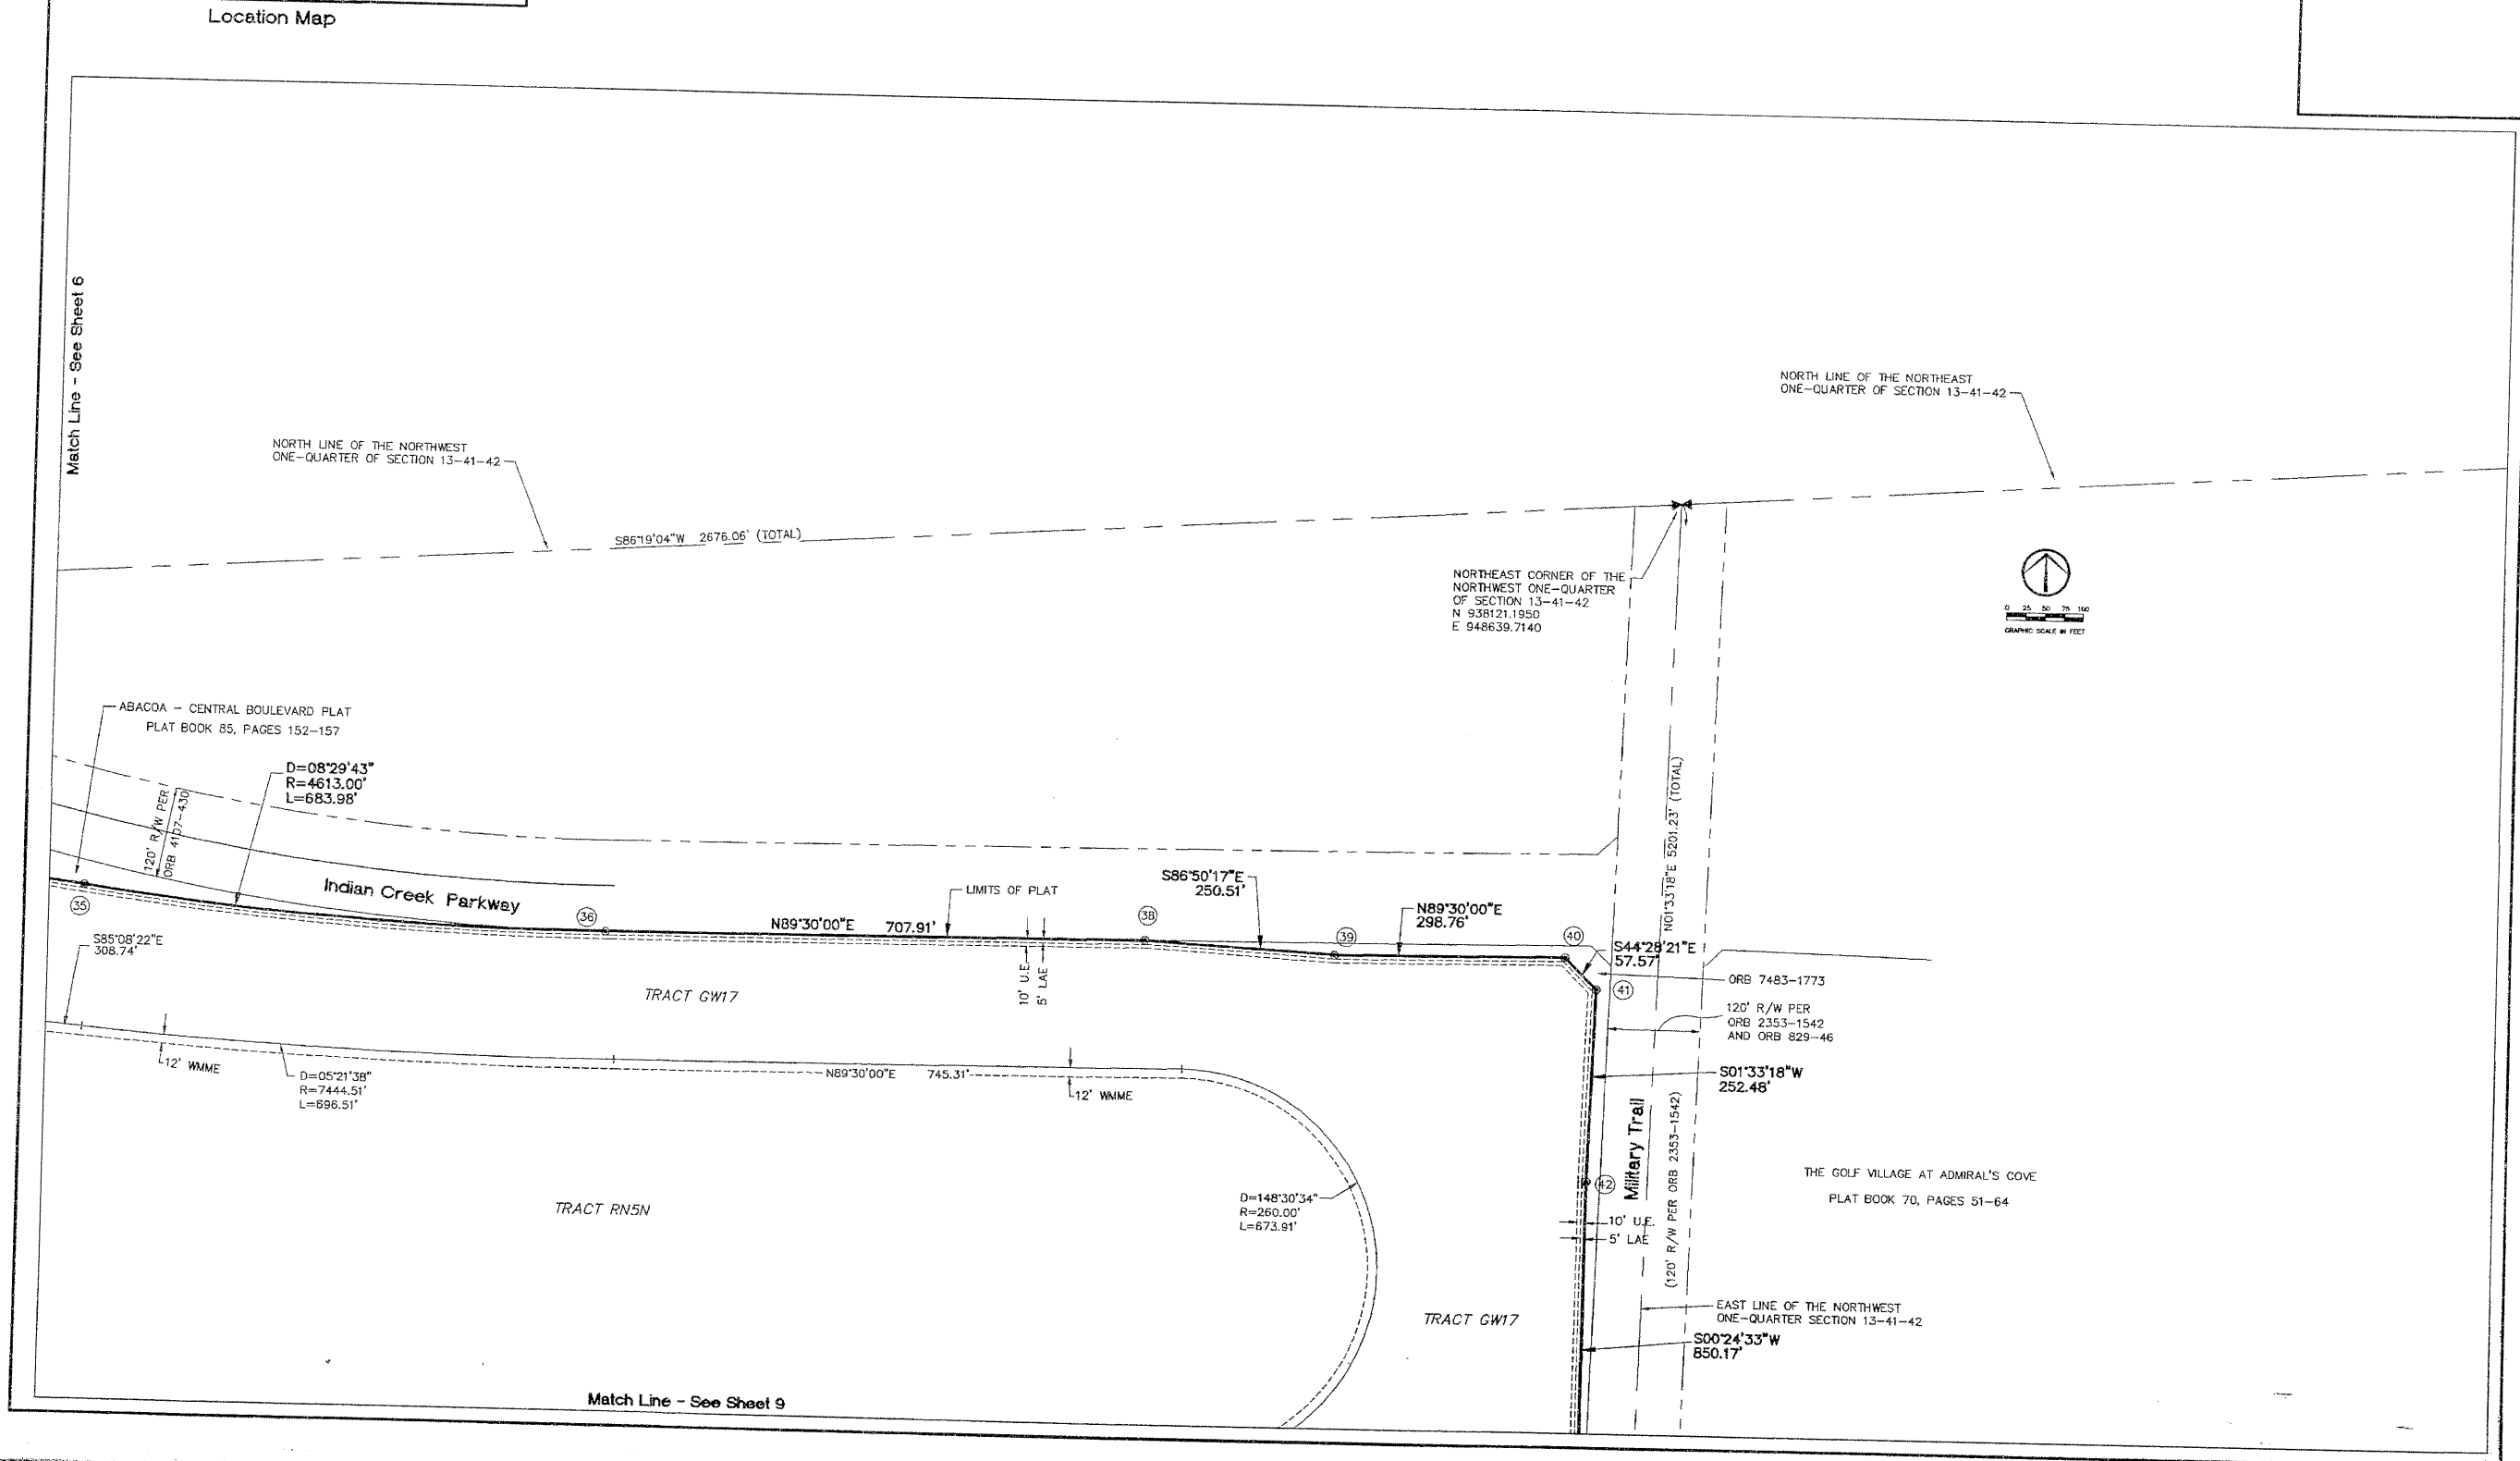 Location Map
Match Line - See Sheet 6
NORTH LINE OF THE NORTHWEST
ONE-QUARTER OF SECTION 13-41-42
NORTH LINE OF THE NORTHEAST
ONE-QUARTER OF SECTION 13-41-42
S86°19'04"W 2676.06' (TOTAL)
NORTHEAST CORNER OF THE
NORTHWEST ONE-QUARTER
OF SECTION 13-41-42
N 938121.1950
E 948639.7140
0 25 50 75 100
GRAPHIC SCALE IN FEET
ABACOA - CENTRAL BOULEVARD PLAT
PLAT BOOK 85, PAGES 152-157
D=08°29'43"
R=4613.00'
L=683.98'
120' R/W PER
ORB 4107-430
Indian Creek Parkway
35
36
N89°30'00"E 707.91'
LIMITS OF PLAT
38
S86°50'17"E
250.51'
39
N89°30'00"E
298.76'
40
S44°28'21"E
57.57'
41
N01°33'18"E 5201.23' (TOTAL)
ORB 7483-1773
120' R/W PER
ORB 2353-1542
AND ORB 829-46
S85°08'22"E
308.74'
TRACT GW17
10' U.E.
5' LAE
12' WMME
D=05°21'38"
R=7444.51'
L=696.51'
N89°30'00"E 745.31'
12' WMME
S01°33'18"W
252.48'
Military Trail
(120' R/W PER ORB 2353-1542)
42
D=148°30'34"
R=260.00'
L=673.91'
TRACT RN5N
THE GOLF VILLAGE AT ADMIRAL'S COVE
PLAT BOOK 70, PAGES 51-64
10' U.E.
5' LAE
TRACT GW17
EAST LINE OF THE NORTHWEST
ONE-QUARTER SECTION 13-41-42
S00°24'33"W
850.17'
Match Line - See Sheet 9